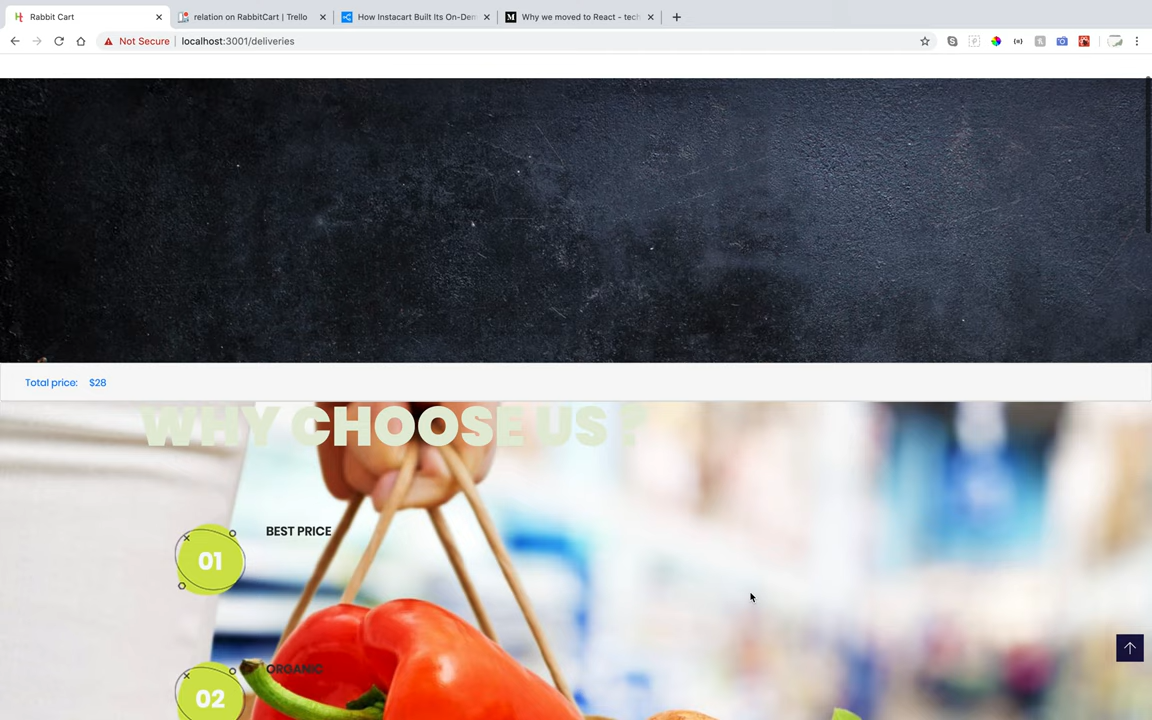 Rabbit Cart
relation on RabbitCart | Trello
How Instacart Built Its On-Den
Why we moved to React - tech
Not Secure
localhost:3001/deliveries
Total price: $28
WHY CHOOSE US?
01
BEST PRICE
02
ORGANIC